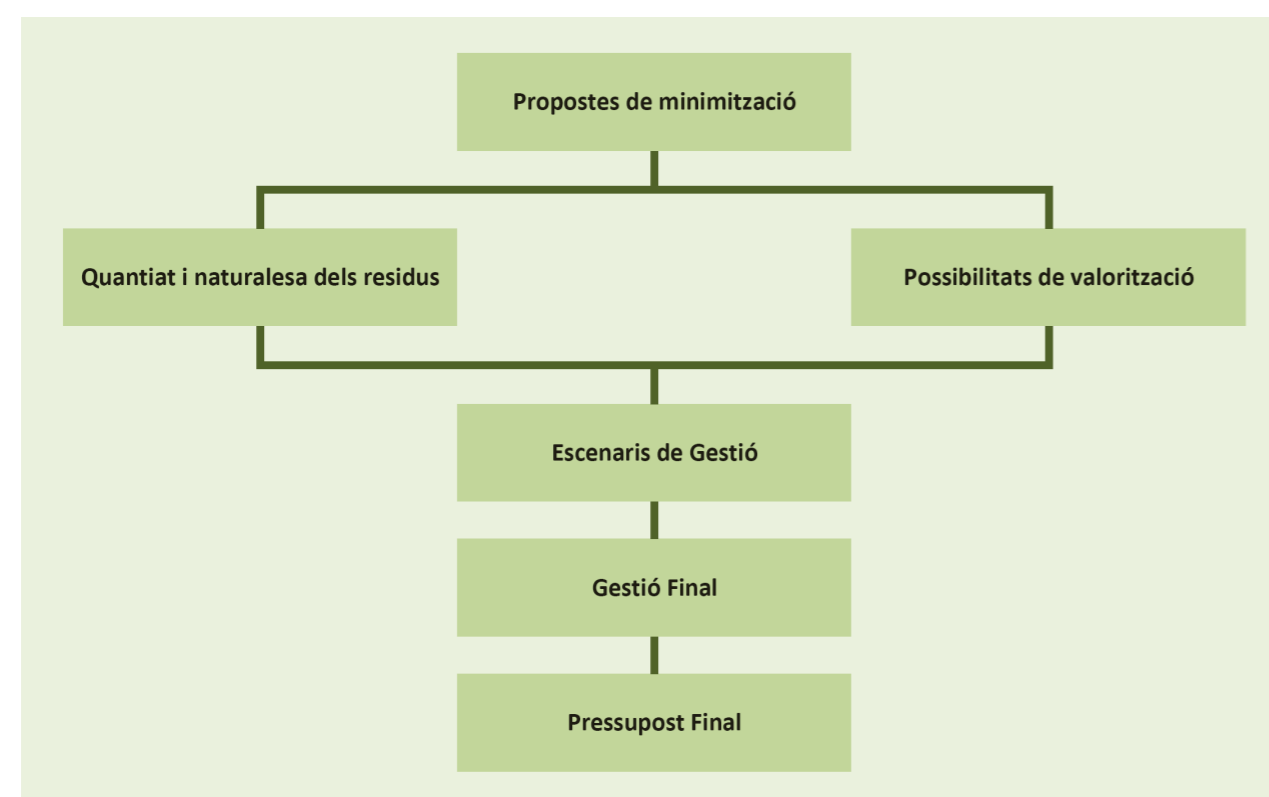 Propostes de minimització
Quantiat i naturalesa dels residus
Possibilitats de valorització
Escenaris de Gestió
Gestió Final
Pressupost Final